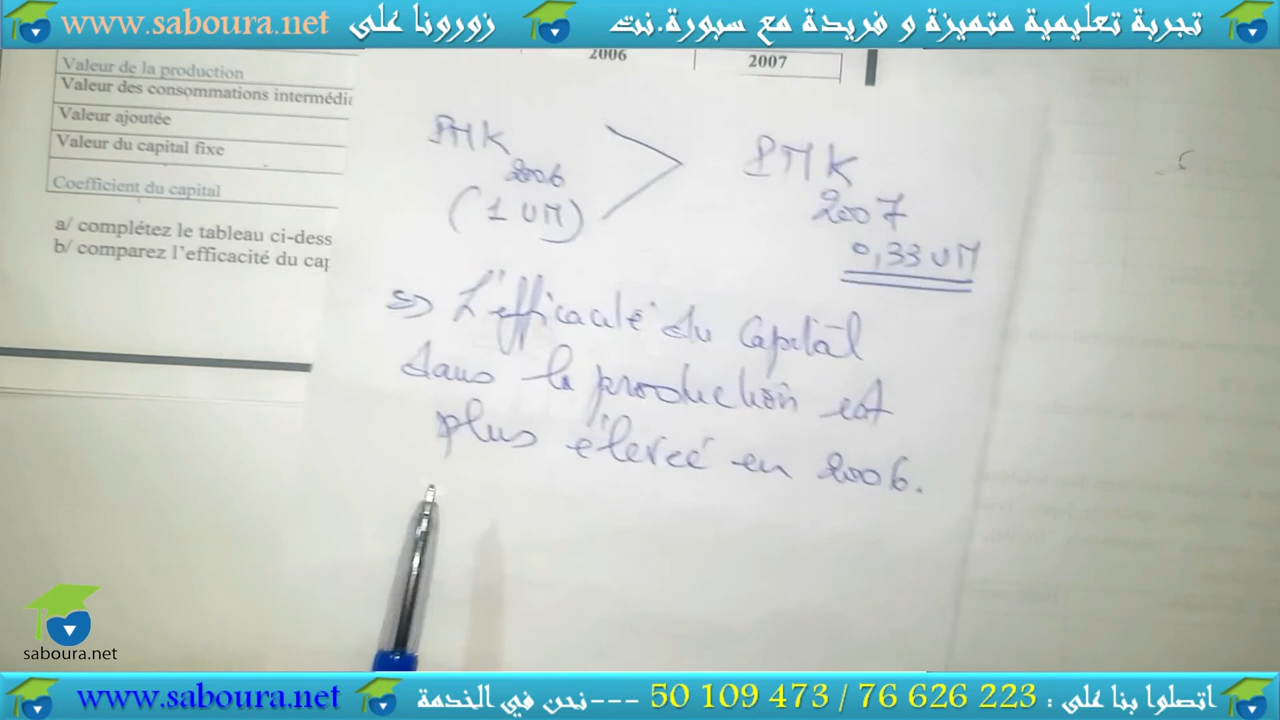 www.saboura.net زورونا على
تجربة تعليمية متميزة و فريدة مع سبورة.نت
2006
2007
Valeur de la production
Valeur des consommations intermédia
Valeur ajoutée
Valeur du capital fixe
Coefficient du capital
a/ complétez le tableau ci-dess
b/ comparez l'efficacité du cap
PMK 2006 > PMK 2007
(1 UM)
0,33 UM
=> L'efficacité du capital
dans la production est
plus élevée en 2006.
saboura.net
www.saboura.net
اتصلوا بنا على : 223 626 76 / 473 109 50 ---نحن في الخدمة